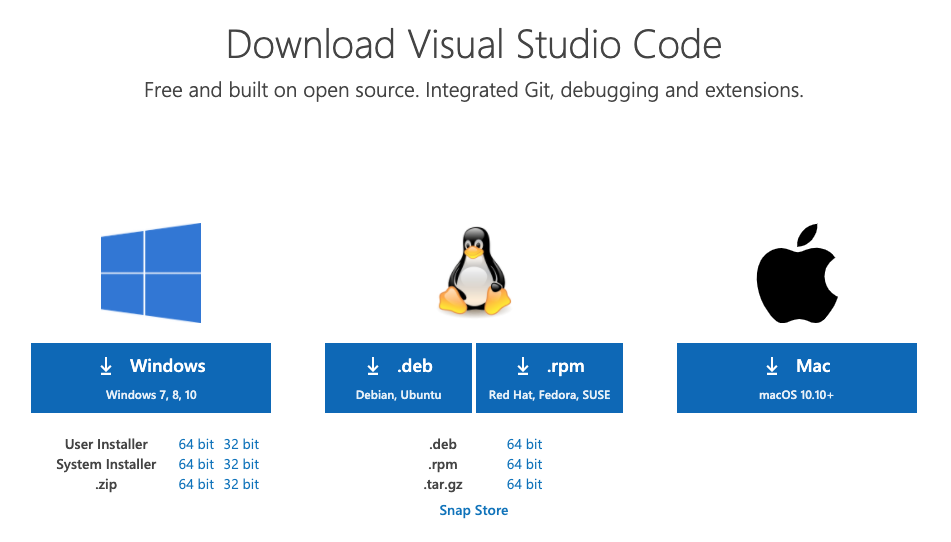 Download Visual Studio Code
Free and built on open source. Integrated Git, debugging and extensions.
Windows
Windows 7, 8, 10
User Installer 64 bit 32 bit
System Installer 64 bit 32 bit
.zip 64 bit 32 bit
.deb
Debian, Ubuntu
.rpm
Red Hat, Fedora, SUSE
.deb 64 bit
.rpm 64 bit
.tar.gz 64 bit
Snap Store
Mac
macOS 10.10+